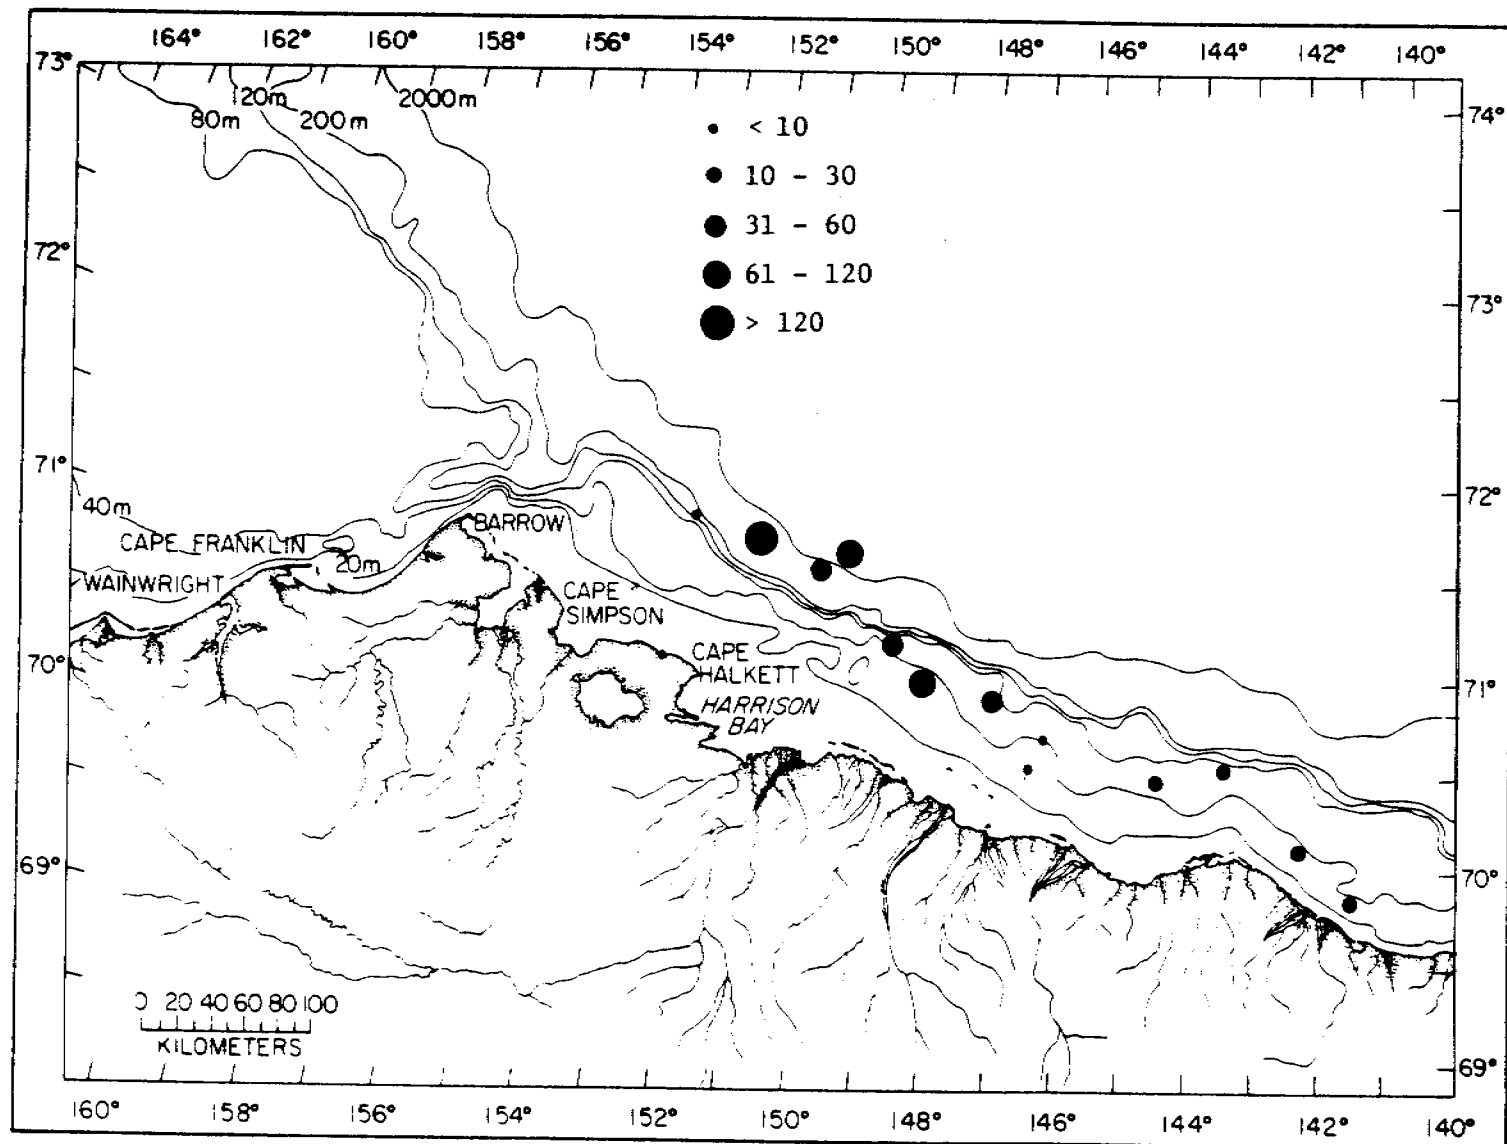 164° 162° 160° 158° 156° 154° 152° 150° 148° 146° 144° 142° 140°
73°
120m
2000m
80m
200m
74°
< 10
10 - 30
31 - 60
61 - 120
> 120
72°
73°
71°
72°
40m
BARROW
CAPE FRANKLIN
20m
WAINWRIGHT
CAPE
SIMPSON
70°
CAPE
HALKETT
71°
HARRISON
BAY
69°
70°
0 20 40 60 80 100
KILOMETERS
69°
160° 158° 156° 154° 152° 150° 148° 146° 144° 142° 140°